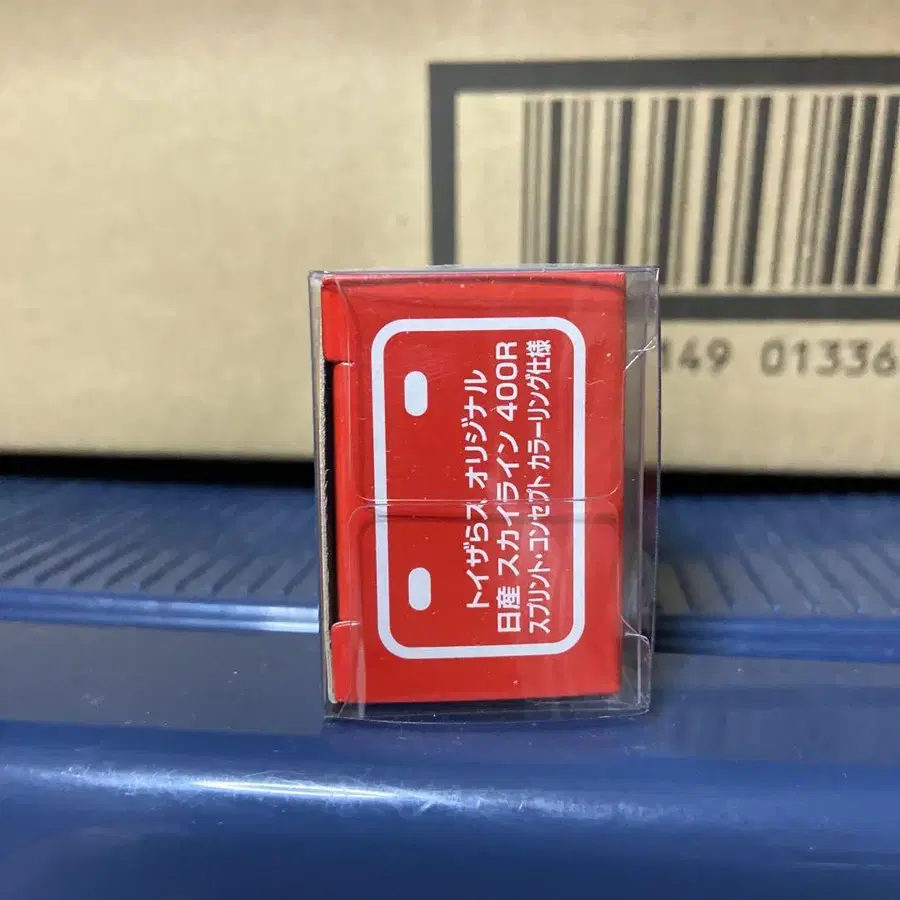 トイザらス オリジナル
日産 スカイライン 400R
スプリント・コンセプト カラーリング仕様
149 01336